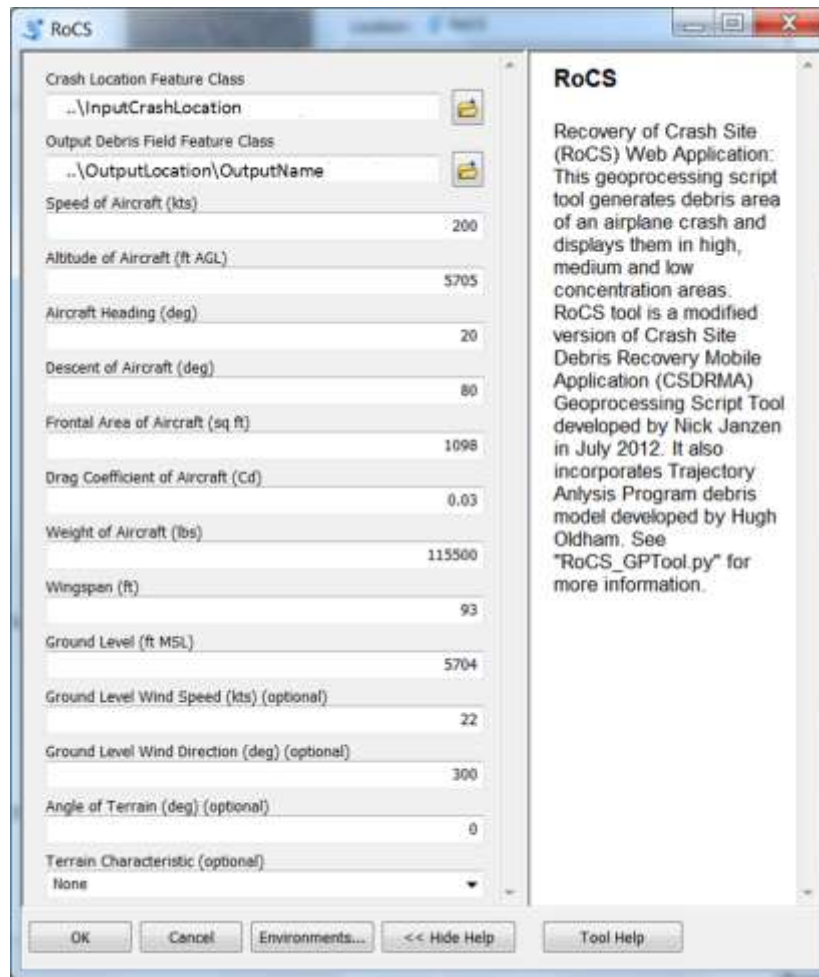 RoCS
Crash Location Feature Class
..\InputCrashLocation
Output Debris Field Feature Class
..\OutputLocation\OutputName
Speed of Aircraft (kts)
200
Altitude of Aircraft (ft AGL)
5705
Aircraft Heading (deg)
20
Descent of Aircraft (deg)
80
Frontal Area of Aircraft (sq ft)
1098
Drag Coefficient of Aircraft (Cd)
0.03
Weight of Aircraft (lbs)
115500
Wingspan (ft)
93
Ground Level (ft MSL)
5704
Ground Level Wind Speed (kts) (optional)
22
Ground Level Wind Direction (deg) (optional)
300
Angle of Terrain (deg) (optional)
0
Terrain Characteristic (optional)
None
OK
Cancel
Environments...
<< Hide Help
RoCS
Recovery of Crash Site
(RoCS) Web Application:
This geoprocessing script
tool generates debris area
of an airplane crash and
displays them in high,
medium and low
concentration areas.
RoCS tool is a modified
version of Crash Site
Debris Recovery Mobile
Application (CSDRMA)
Geoprocessing Script Tool
developed by Nick Janzen
in July 2012. It also
incorporates Trajectory
Anlysis Program debris
model developed by Hugh
Oldham. See
"RoCS_GPTool.py" for
more information.
Tool Help